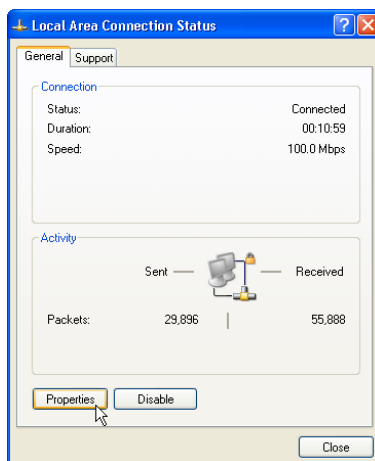 Local Area Connection Status
General Support
Connection
Status: Connected
Duration: 00:10:59
Speed: 100.0 Mbps
Activity
Sent Received
Packets: 29,896 55,888
Properties Disable
Close